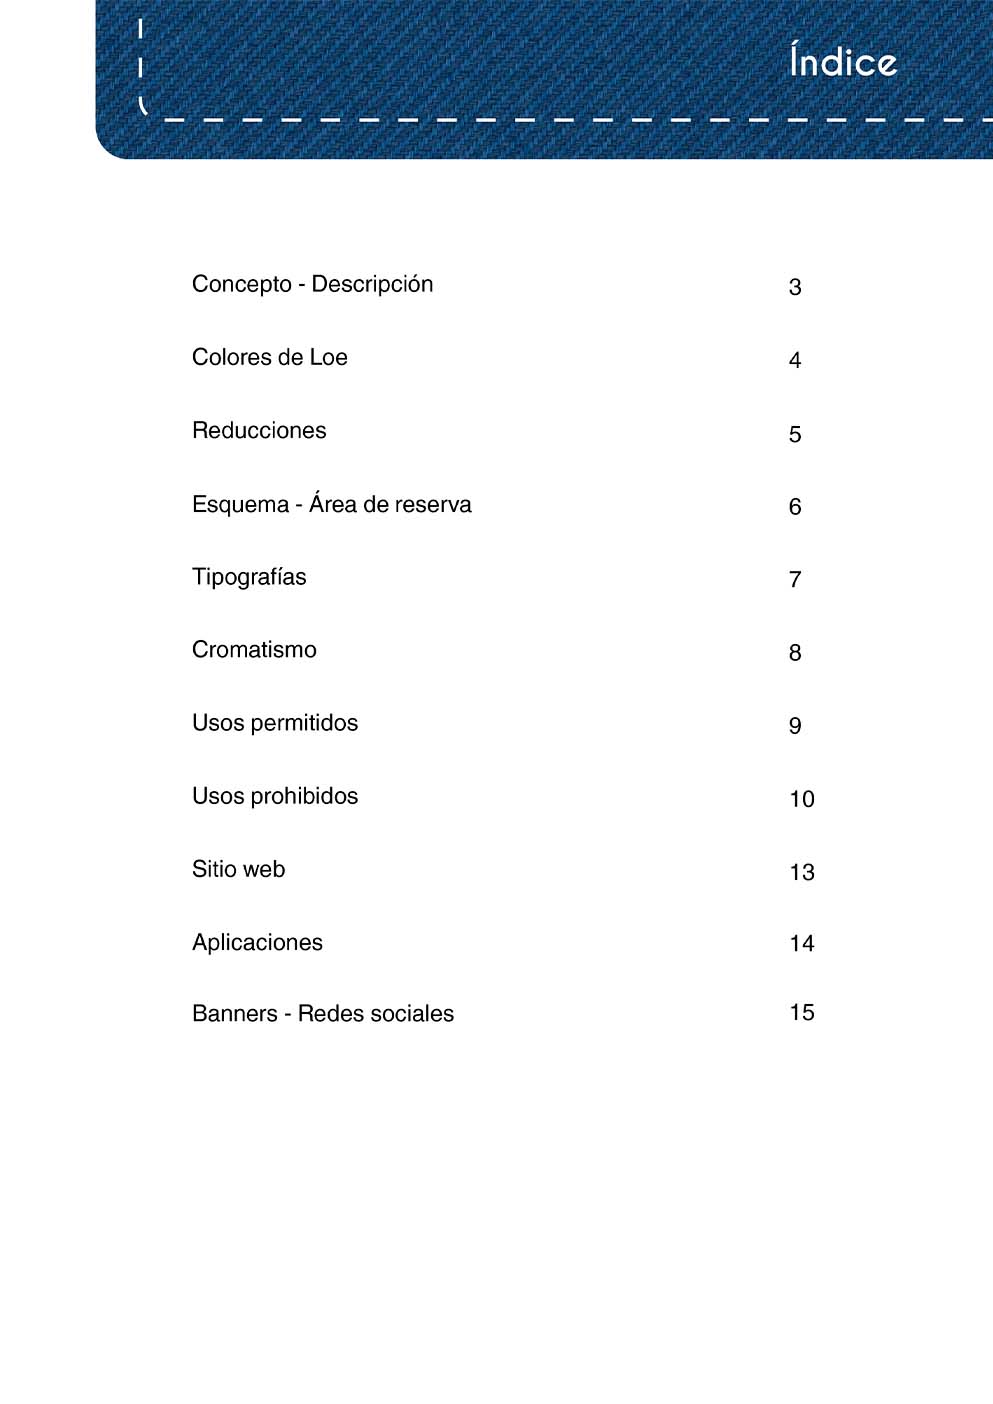 Índice
Concepto - Descripción 3
Colores de Loe 4
Reducciones 5
Esquema - Área de reserva 6
Tipografías 7
Cromatismo 8
Usos permitidos 9
Usos prohibidos 10
Sitio web 13
Aplicaciones 14
Banners - Redes sociales 15